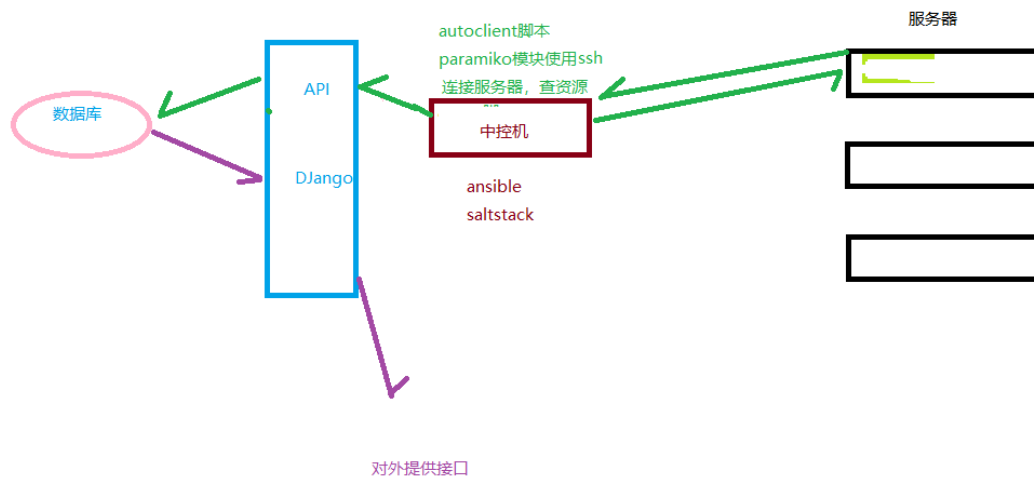 服务器
autoclient脚本
paramiko模块使用ssh
连接服务器，查资源
API
数据库
中控机
DJango
ansible
saltstack
对外提供接口